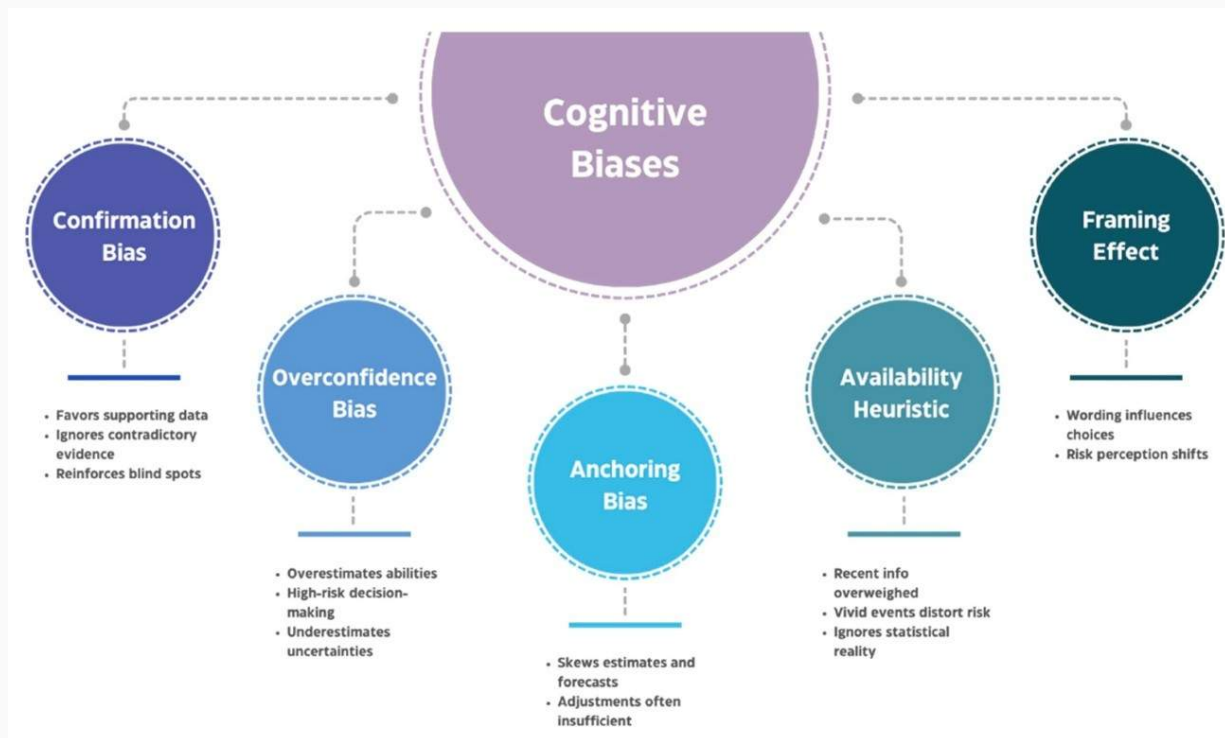 Cognitive
Biases
Confirmation
Bias
• Favors supporting data
• Ignores contradictory
evidence
• Reinforces blind spots
Overconfidence
Bias
• Overestimates abilities
• High-risk decision-
making
• Underestimates
uncertainties
Anchoring
Bias
• Skews estimates and
forecasts
• Adjustments often
insufficient
Availability
Heuristic
• Recent info
overweighed
• Vivid events distort risk
• Ignores statistical
reality
Framing
Effect
• Wording influences
choices
• Risk perception shifts